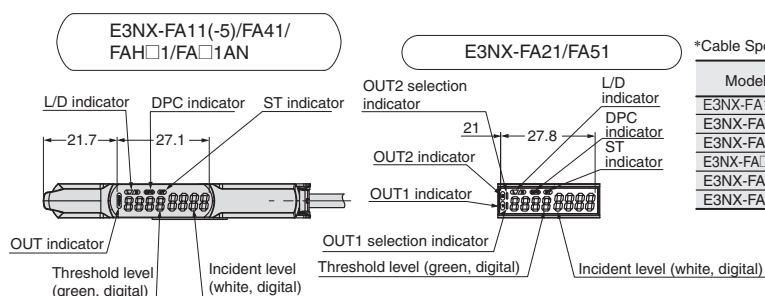 E3NX-FA11(-5)/FA41/
FAH□1/FA□1AN
L/D indicator
DPC indicator
ST indicator
21.7
27.1
OUT indicator
Threshold level
(green, digital)
Incident level
(white, digital)
E3NX-FA21/FA51
OUT2 selection
indicator
L/D
indicator
DPC
indicator
ST
indicator
21
27.8
OUT2 indicator
OUT1 indicator
OUT1 selection indicator
Threshold level (green, digital)
Incident level (white, digital)
*Cable Spe
Model
E3NX-FA1
E3NX-FA
E3NX-FA
E3NX-FA□
E3NX-FA
E3NX-FA